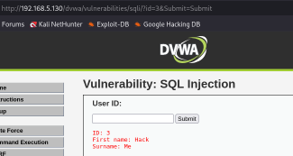 http://192.168.5.130/dvwa/vulnerabilities/sqli/?id=3&Submit=Submit
Forums Kali NetHunter Exploit-DB Google Hacking DB
DVWA
Vulnerability: SQL Injection
User ID:
Submit
ID: 3
First name: Hack
Surname: Me
me
tructions
up
te Force
mmand Execution
RF